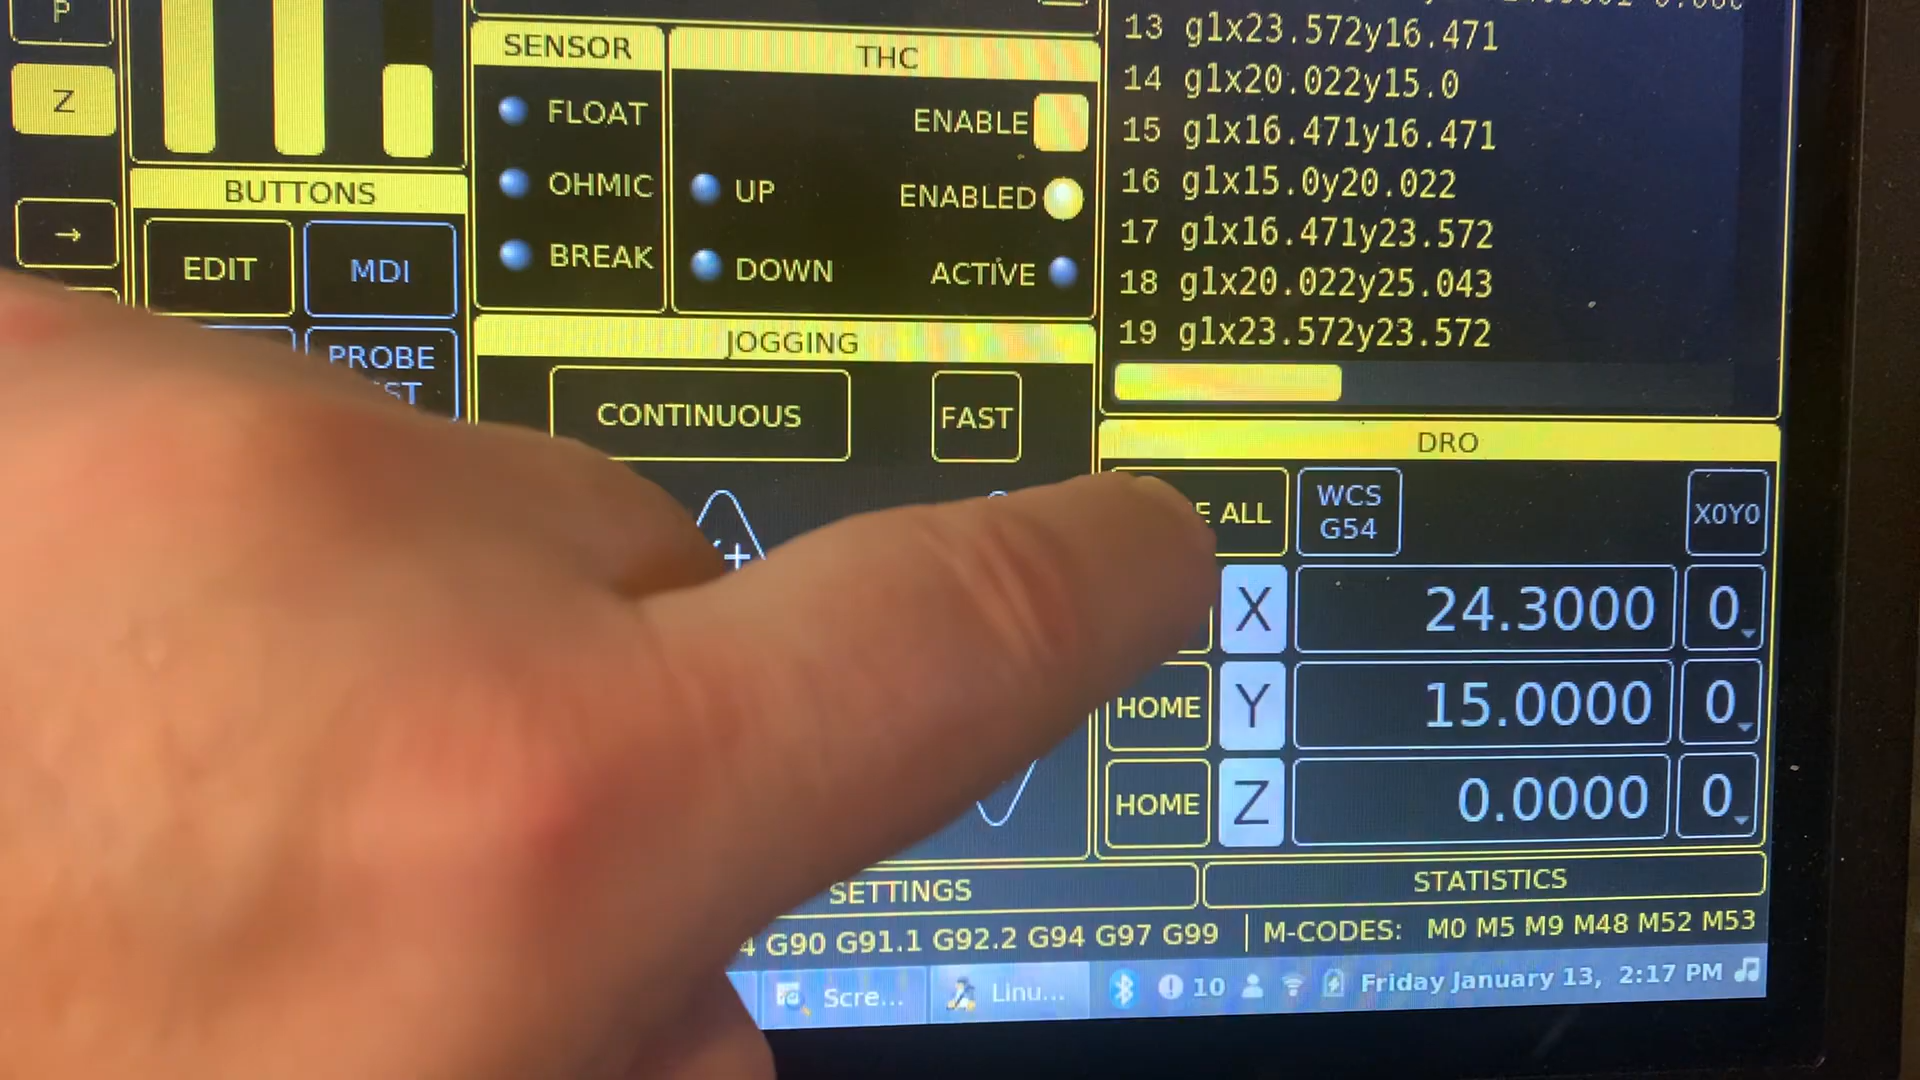 P
Z
→
BUTTONS
EDIT
MDI
PROBE
SENSOR
FLOAT
OHMIC
BREAK
THC
ENABLE
UP
ENABLED
DOWN
ACTIVE
JOGGING
CONTINUOUS
FAST
+
13 g1x23.572y16.471
14 g1x20.022y15.0
15 g1x16.471y16.471
16 g1x15.0y20.022
17 g1x16.471y23.572
18 g1x20.022y25.043
19 g1x23.572y23.572
DRO
ALL
WCS
G54
X0Y0
X 24.3000 0
HOME Y 15.0000 0
HOME Z 0.0000 0
SETTINGS
STATISTICS
4 G90 G91.1 G92.2 G94 G97 G99
M-CODES: M0 M5 M9 M48 M52 M53
Scre...
Linu...
10
Friday January 13, 2:17 PM